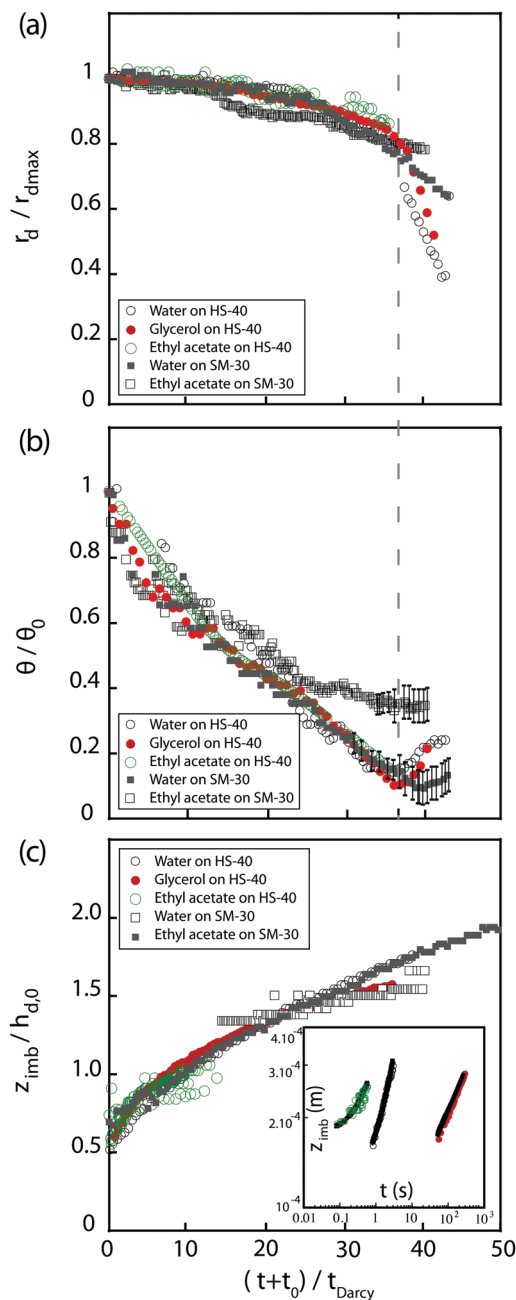 (a)
1
0.8
0.6
0.4
0.2
0
r_d / r_dmax
Water on HS-40
Glycerol on HS-40
Ethyl acetate on HS-40
Water on SM-30
Ethyl acetate on SM-30
(b)
1
0.8
0.6
0.4
0.2
0
θ / θ_0
Water on HS-40
Glycerol on HS-40
Ethyl acetate on HS-40
Water on SM-30
Ethyl acetate on SM-30
(c)
2.0
1.5
1.0
0.5
0
z_imb / h_d,0
Water on HS-40
Glycerol on HS-40
Ethyl acetate on HS-40
Water on SM-30
Ethyl acetate on SM-30
4.10^-4
3.10^-4
2.10^-4
10^-4
z_imb (m)
0.01 0.1 1 10 10^2 10^3
t (s)
0 10 20 30 40 50
(t+t_0) / t_Darcy